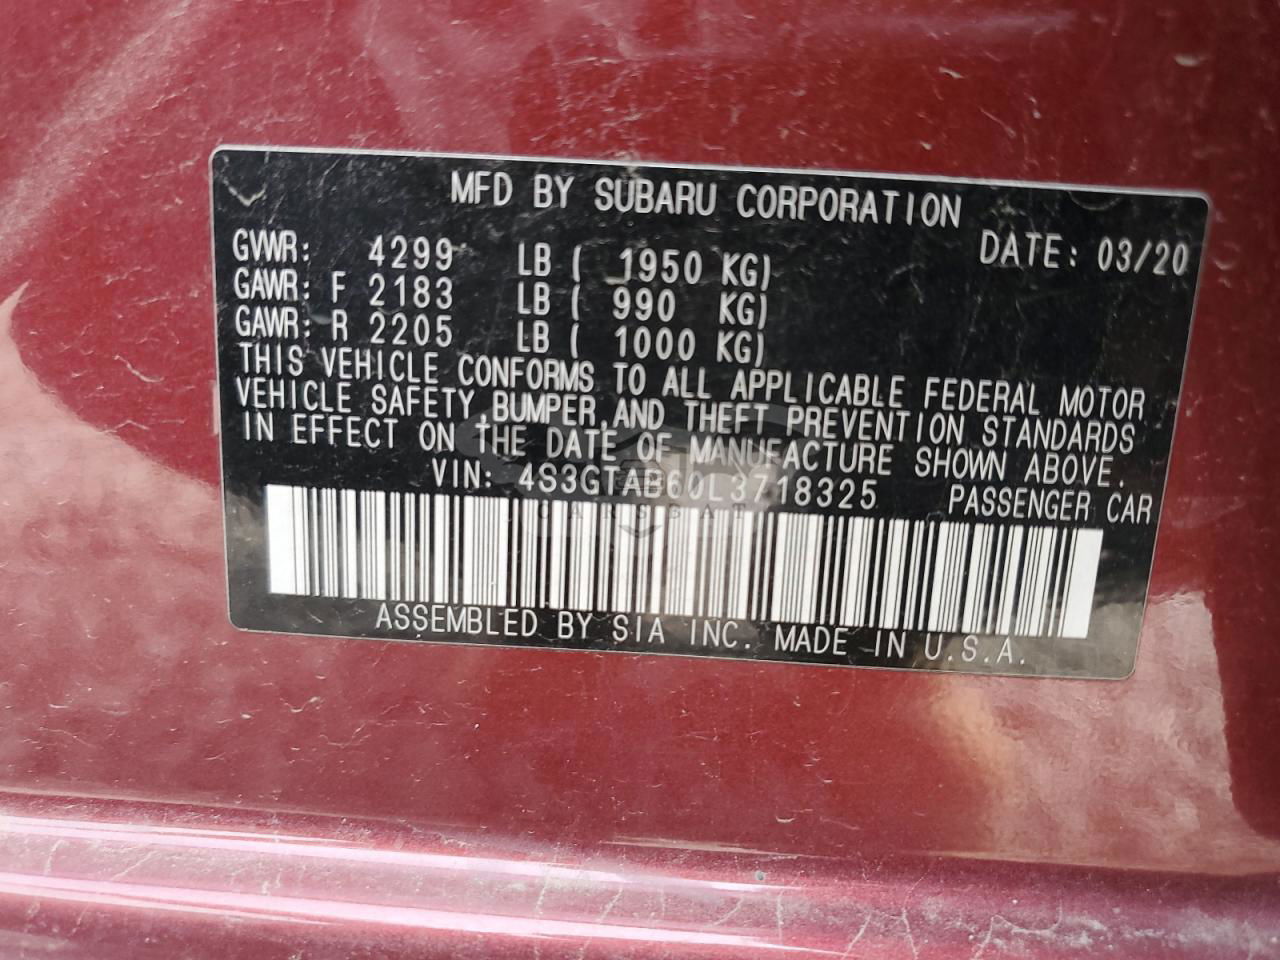 MFD BY SUBARU CORPORATION
GVWR: 4299 LB ( 1950 KG) DATE: 03/20
GAWR: F 2183 LB ( 990 KG)
GAWR: R 2205 LB ( 1000 KG)
THIS VEHICLE CONFORMS TO ALL APPLICABLE FEDERAL MOTOR
VEHICLE SAFETY BUMPER,AND THEFT PREVENTION STANDARDS
IN EFFECT ON THE DATE OF MANUFACTURE SHOWN ABOVE.
VIN: 4S3GTAB60L3718325 PASSENGER CAR
ASSEMBLED BY SIA INC. MADE IN U.S.A.